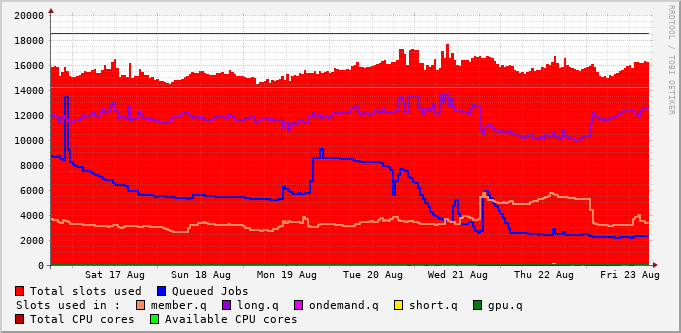 20000
18000
16000
14000
12000
10000
8000
6000
4000
2000
0
Sat 17 Aug Sun 18 Aug Mon 19 Aug Tue 20 Aug Wed 21 Aug Thu 22 Aug Fri 23 Aug
RRDTOOL / TOBI OETIKER
Total slots used Queued Jobs
Slots used in : member.q long.q ondemand.q short.q gpu.q
Total CPU cores Available CPU cores